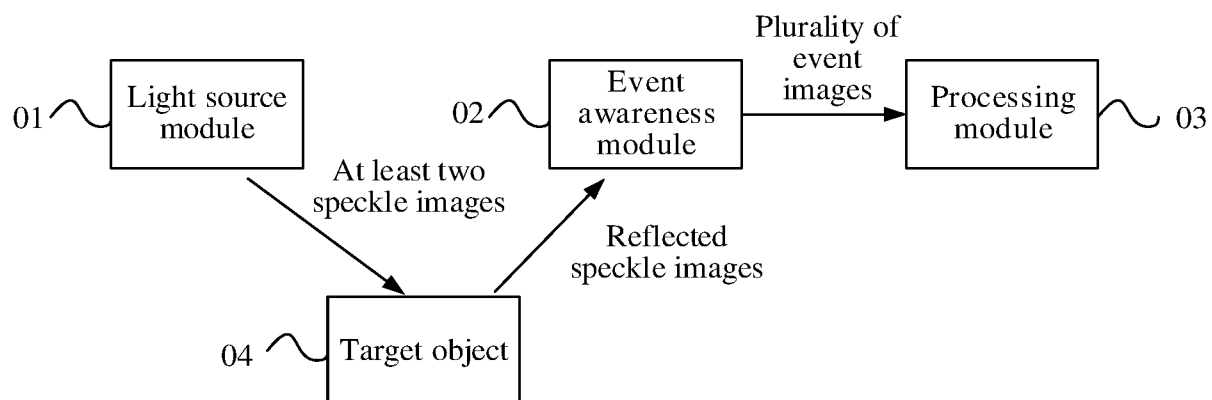 Plurality of
event
images
01
Light source
module
02
Event
awareness
module
Processing
module
03
At least two
speckle images
Reflected
speckle images
04
Target object